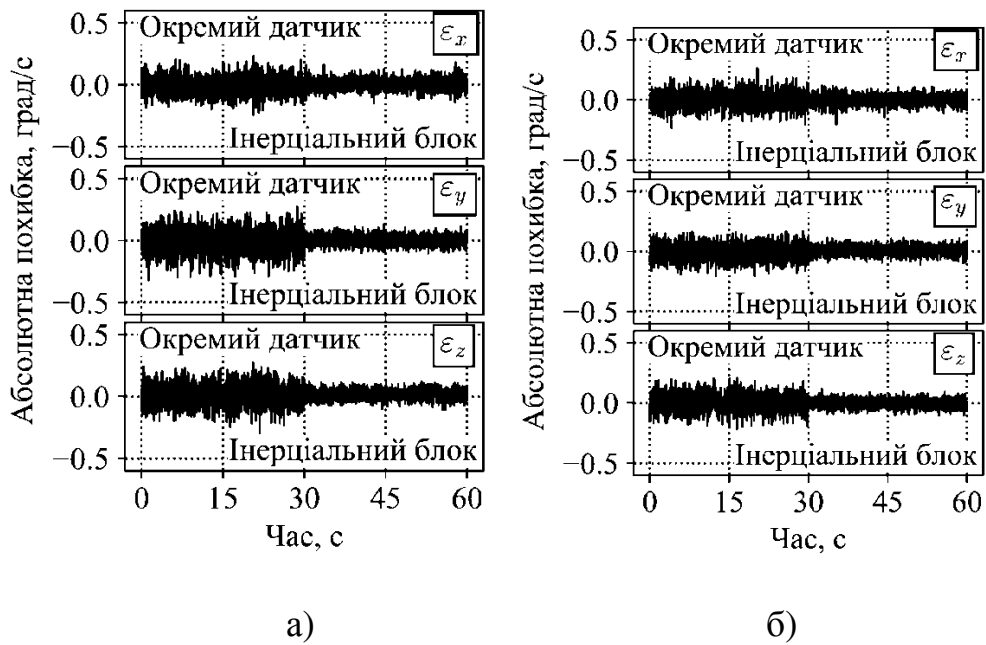 Абсолютна похибка, град/с
0.5
0.0
−0.5
Окремий датчик
εx
Інерціальний блок
0.5
0.0
−0.5
Окремий датчик
εy
Інерціальний блок
0.5
0.0
−0.5
Окремий датчик
εz
Інерціальний блок
0 15 30 45 60
Час, с
а)
Абсолютна похибка, град/с
0.5
0.0
−0.5
Окремий датчик
εx
Інерціальний блок
0.5
0.0
−0.5
Окремий датчик
εy
Інерціальний блок
0.5
0.0
−0.5
Окремий датчик
εz
Інерціальний блок
0 15 30 45 60
Час, с
б)